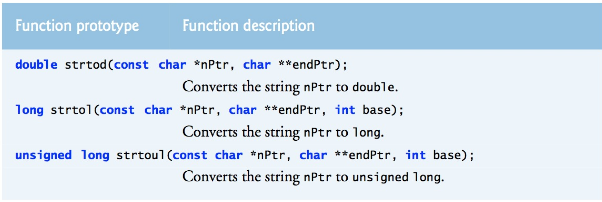 Function prototype Function description
double strtod(const char *nPtr, char **endPtr);
Converts the string nPtr to double.
long strtol(const char *nPtr, char **endPtr, int base);
Converts the string nPtr to long.
unsigned long strtoul(const char *nPtr, char **endPtr, int base);
Converts the string nPtr to unsigned long.